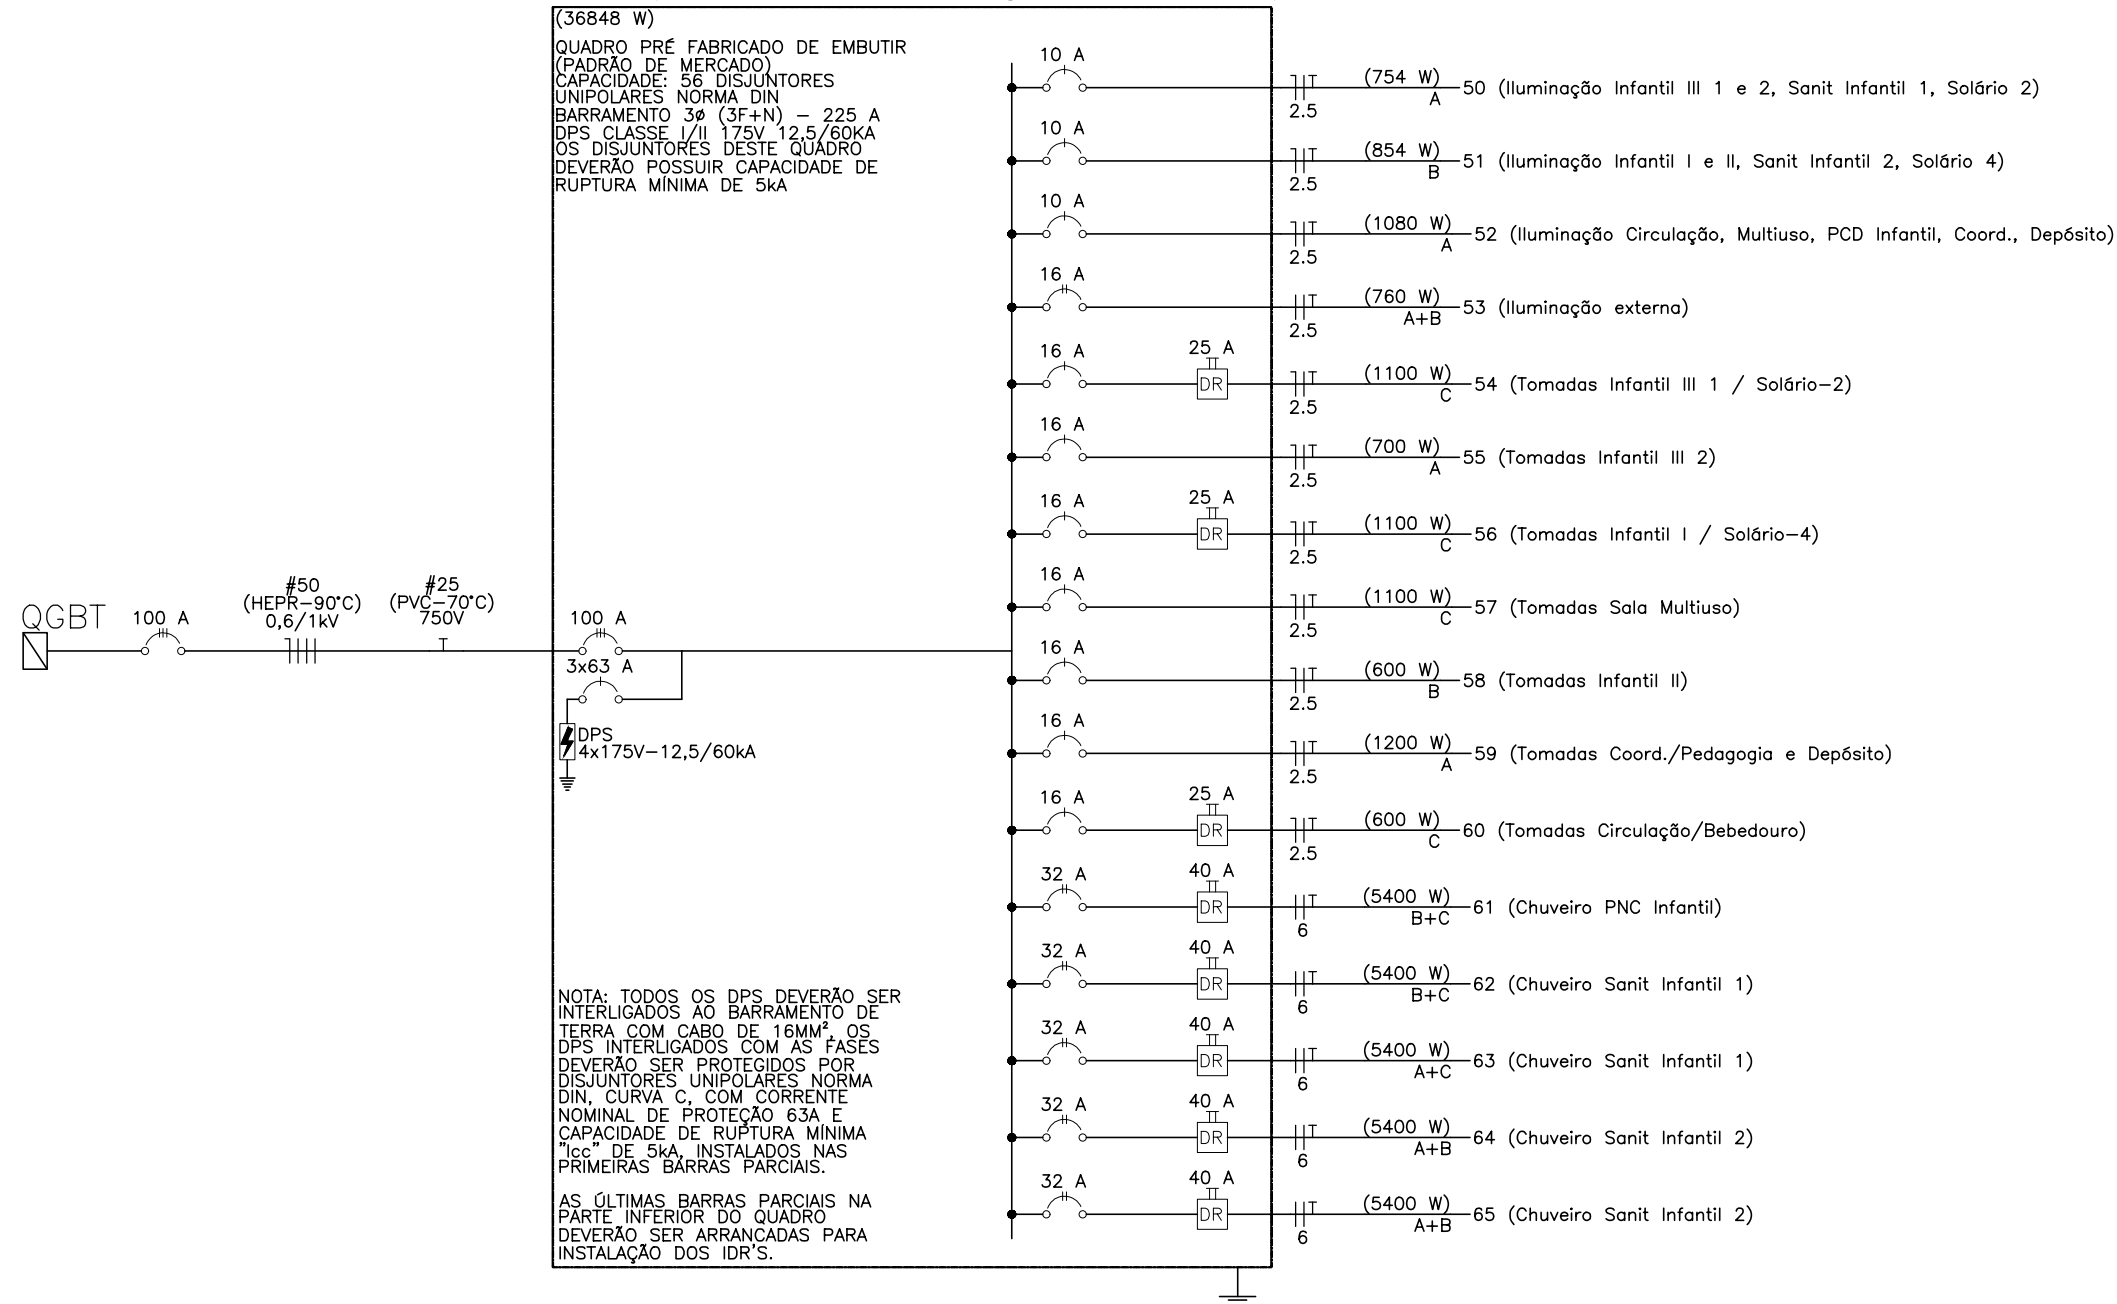 (36848 W)
QUADRO PRÉ FABRICADO DE EMBUTIR
(PADRÃO DE MERCADO)
CAPACIDADE: 56 DISJUNTORES
UNIPOLARES NORMA DIN
BARRAMENTO 3ø (3F+N) – 225 A
DPS CLASSE I/II 175V 12,5/60KA
OS DISJUNTORES DESTE QUADRO
DEVERÃO POSSUIR CAPACIDADE DE
RUPTURA MÍNIMA DE 5kA
QGBT
100 A
#50
(HEPR–90°C)
0,6/1kV
#25
(PVC–70°C)
750V
100 A
3x63 A
DPS
4x175V–12,5/60kA
NOTA: TODOS OS DPS DEVERÃO SER
INTERLIGADOS AO BARRAMENTO DE
TERRA COM CABO DE 16MM², OS
DPS INTERLIGADOS COM AS FASES
DEVERÃO SER PROTEGIDOS POR
DISJUNTORES UNIPOLARES NORMA
DIN, CURVA C, COM CORRENTE
NOMINAL DE PROTEÇÃO 63A E
CAPACIDADE DE RUPTURA MÍNIMA
"Icc" DE 5kA, INSTALADOS NAS
PRIMEIRAS BARRAS PARCIAIS.
AS ÚLTIMAS BARRAS PARCIAIS NA
PARTE INFERIOR DO QUADRO
DEVERÃO SER ARRANCADAS PARA
INSTALAÇÃO DOS IDR'S.
10 A
2.5
(754 W)
A
50 (Iluminação Infantil III 1 e 2, Sanit Infantil 1, Solário 2)
10 A
2.5
(854 W)
B
51 (Iluminação Infantil I e II, Sanit Infantil 2, Solário 4)
10 A
2.5
(1080 W)
A
52 (Iluminação Circulação, Multiuso, PCD Infantil, Coord., Depósito)
16 A
2.5
(760 W)
A+B
53 (Iluminação externa)
16 A
25 A
DR
2.5
(1100 W)
C
54 (Tomadas Infantil III 1 / Solário–2)
16 A
2.5
(700 W)
A
55 (Tomadas Infantil III 2)
16 A
25 A
DR
2.5
(1100 W)
C
56 (Tomadas Infantil I / Solário–4)
16 A
2.5
(1100 W)
C
57 (Tomadas Sala Multiuso)
16 A
2.5
(600 W)
B
58 (Tomadas Infantil II)
16 A
2.5
(1200 W)
A
59 (Tomadas Coord./Pedagogia e Depósito)
16 A
25 A
DR
2.5
(600 W)
C
60 (Tomadas Circulação/Bebedouro)
32 A
40 A
DR
6
(5400 W)
B+C
61 (Chuveiro PNC Infantil)
32 A
40 A
DR
6
(5400 W)
B+C
62 (Chuveiro Sanit Infantil 1)
32 A
40 A
DR
6
(5400 W)
A+C
63 (Chuveiro Sanit Infantil 1)
32 A
40 A
DR
6
(5400 W)
A+B
64 (Chuveiro Sanit Infantil 2)
32 A
40 A
DR
6
(5400 W)
A+B
65 (Chuveiro Sanit Infantil 2)